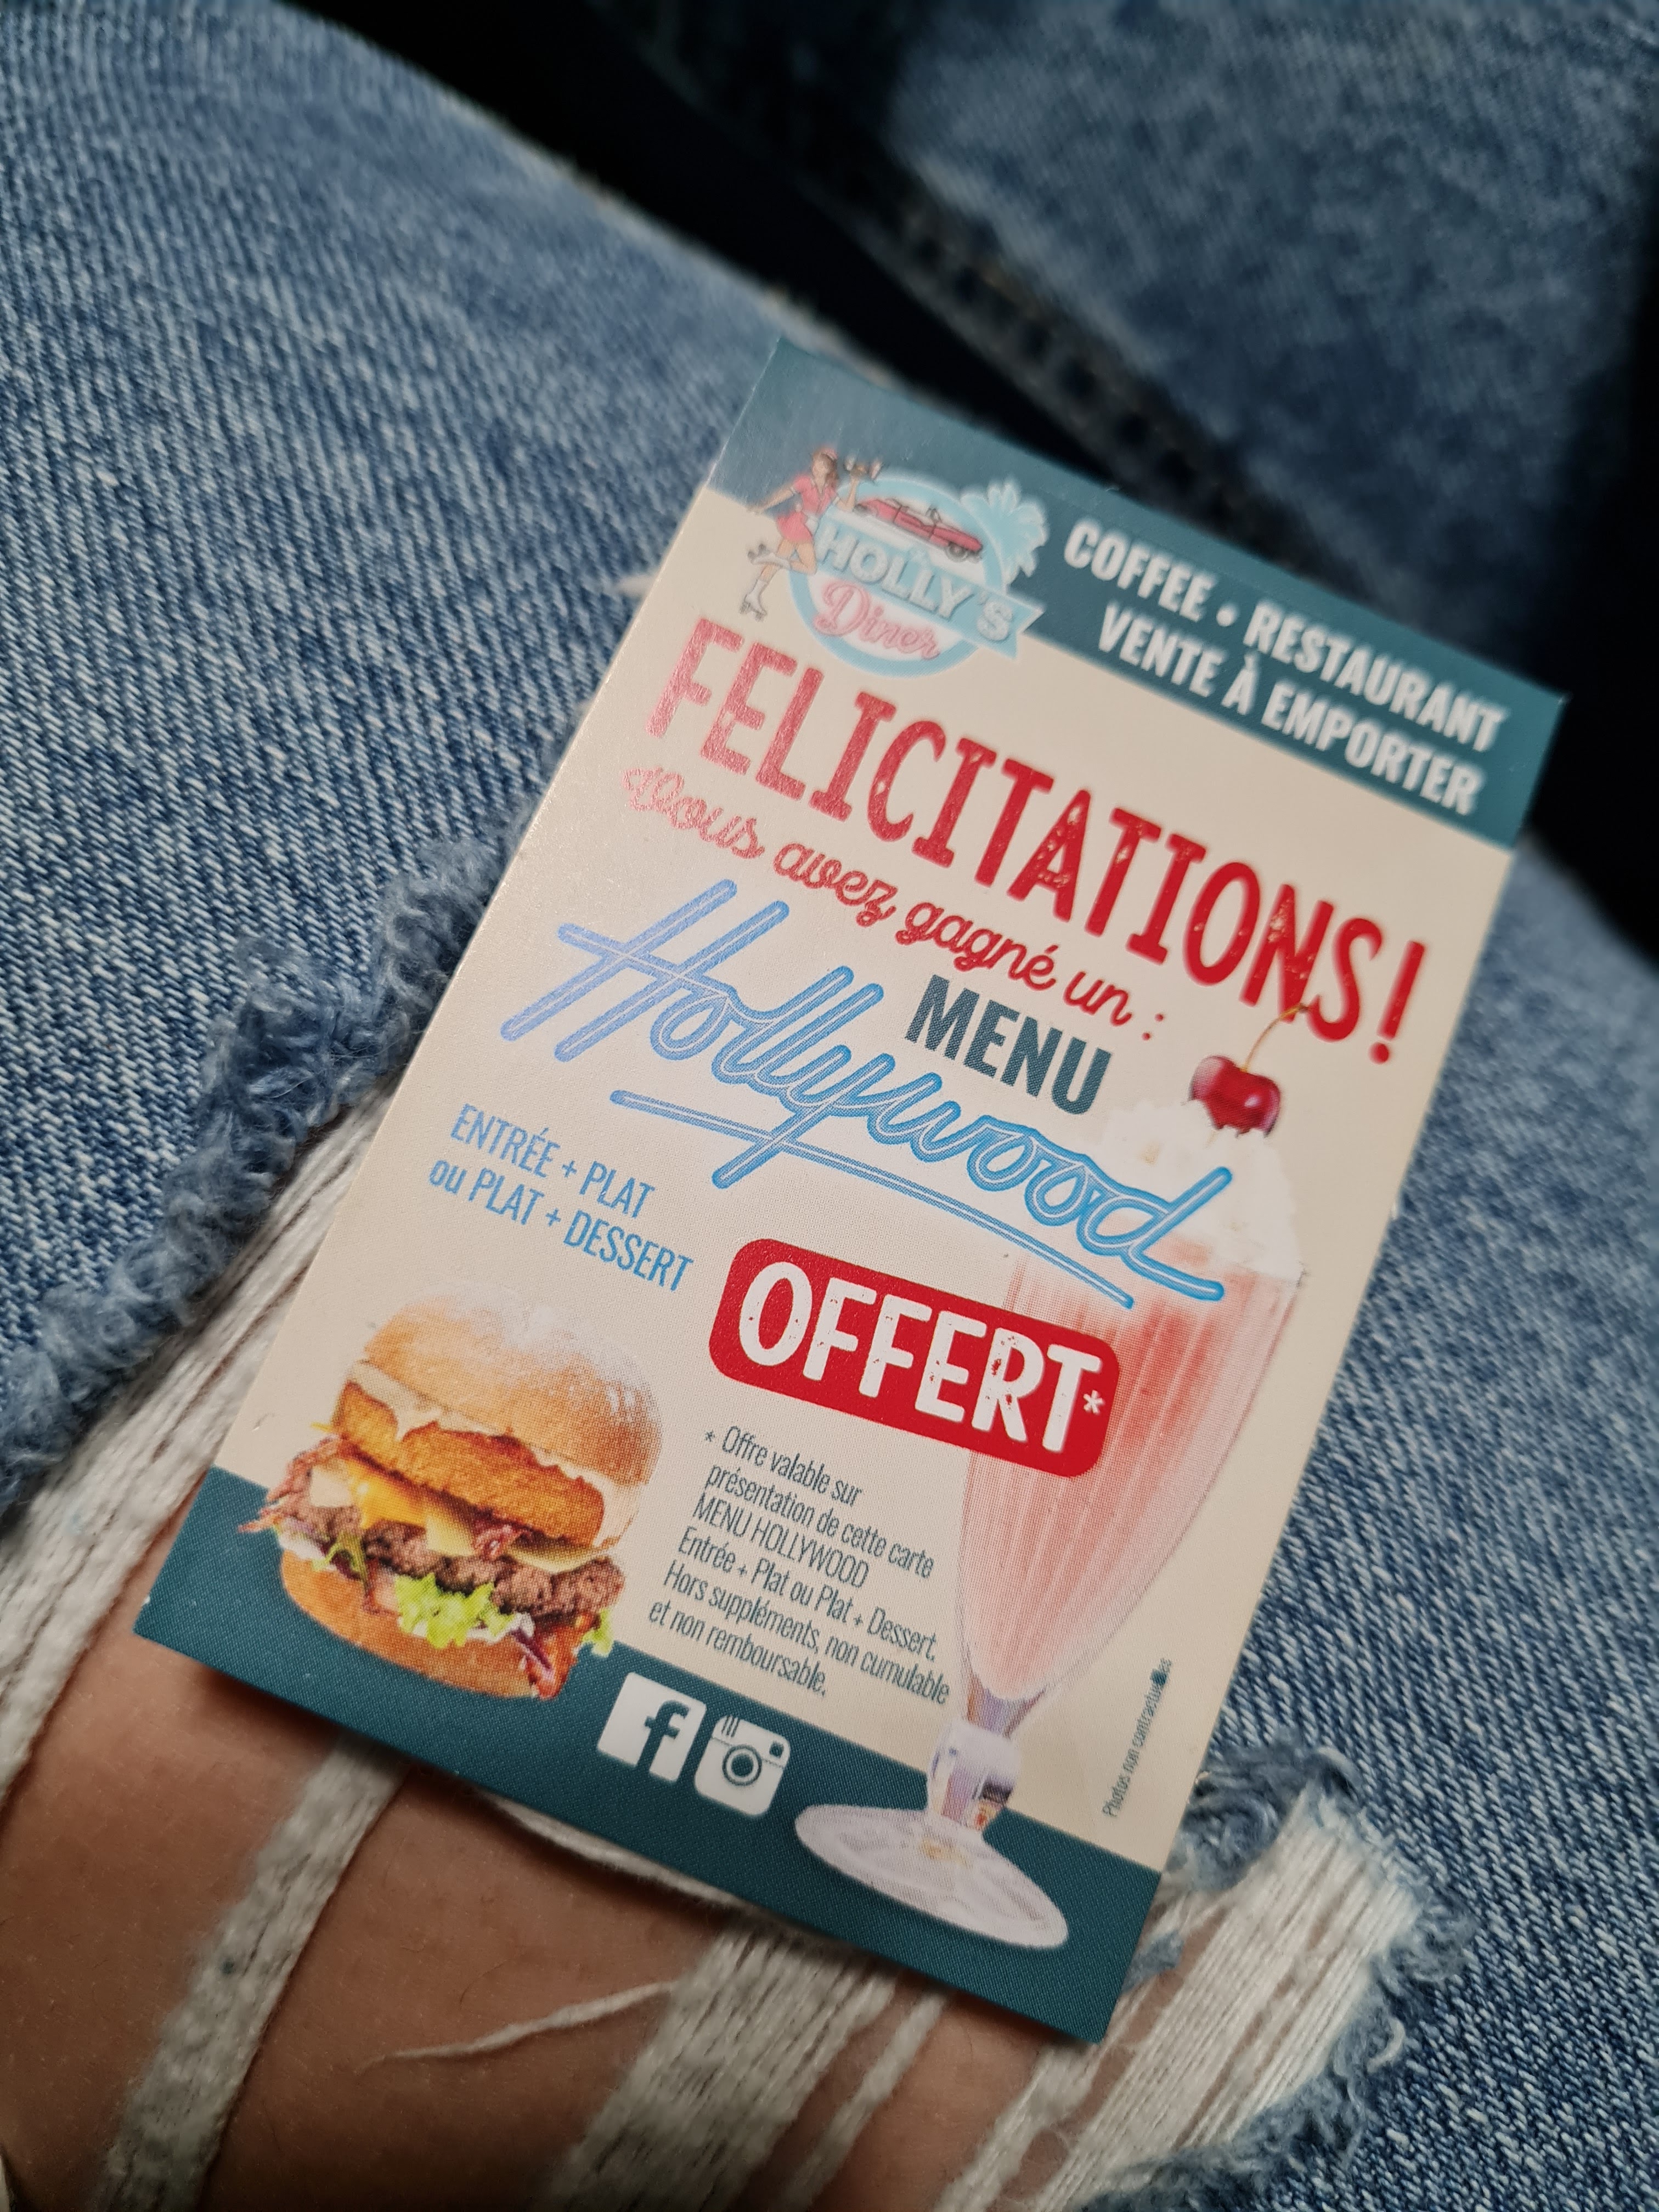 HOLLY'S
Diner
COFFEE • RESTAURANT
VENTE À EMPORTER
FELICITATIONS!
Vous avez gagné un :
MENU
Hollywood
ENTRÉE + PLAT
ou PLAT + DESSERT
OFFERT*
* Offre valable sur
présentation de cette carte
MENU HOLLYWOOD
Entrée + Plat ou Plat + Dessert.
Hors suppléments, non cumulable
et non remboursable.
Photos non contractuelles